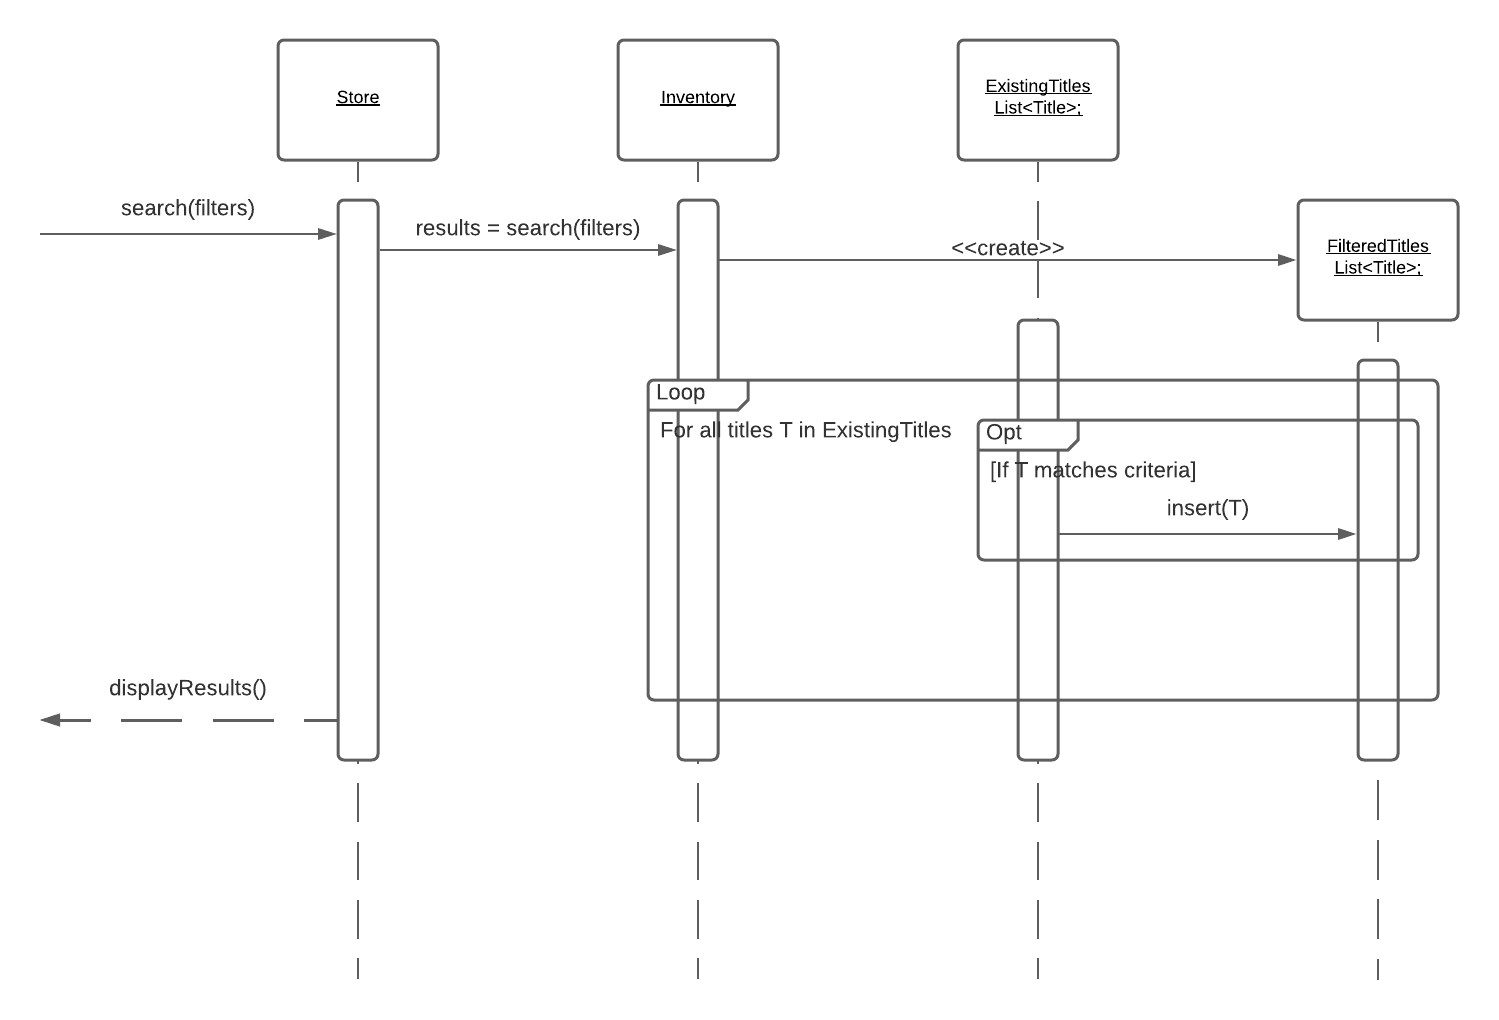 Store
Inventory
ExistingTitles
List<Title>;
search(filters)
results = search(filters)
<<create>>
FilteredTitles
List<Title>;
Loop
For all titles T in ExistingTitles
Opt
[If T matches criteria]
insert(T)
displayResults()